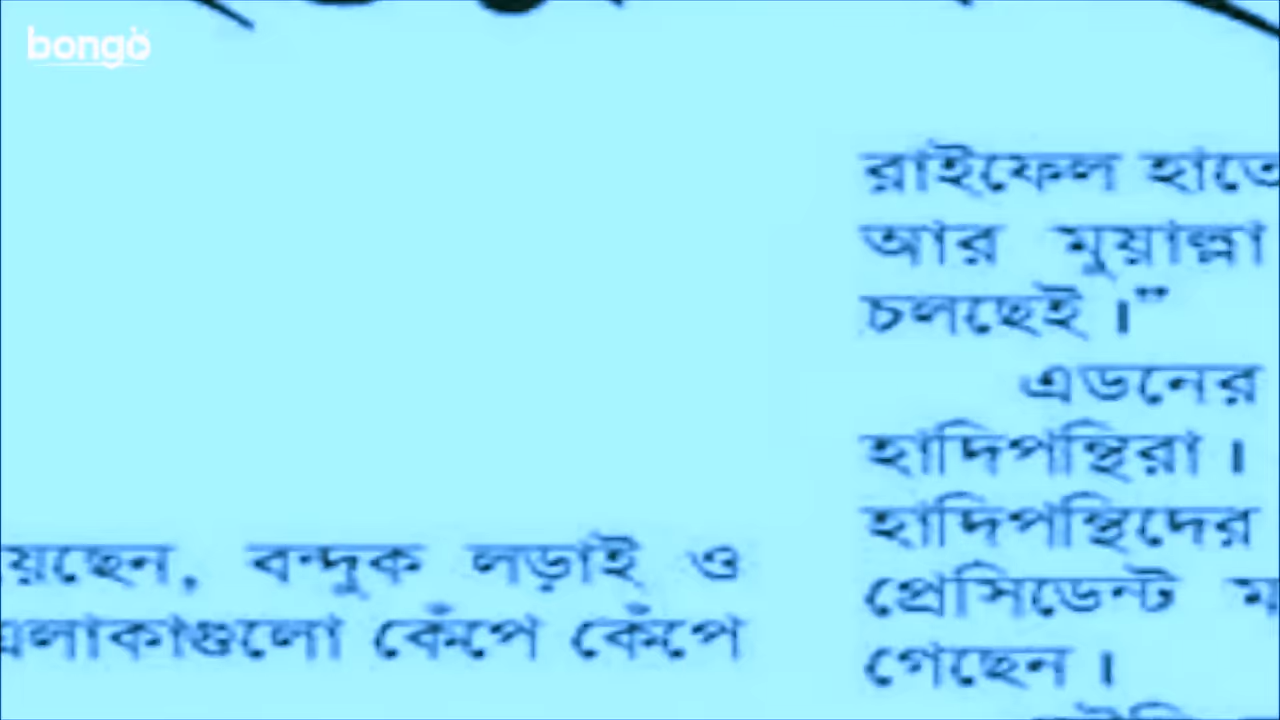 bongo
য়েছেন, বন্দুক লড়াই ও
এলাকাগুলো কেঁপে কেঁপে
রাইফেল হাতে
আর মুয়াল্লা
চলছেই।”
এডনের
হাদিপন্থিরা।
হাদিপন্থিদের
প্রেসিডেন্ট
গেছেন।